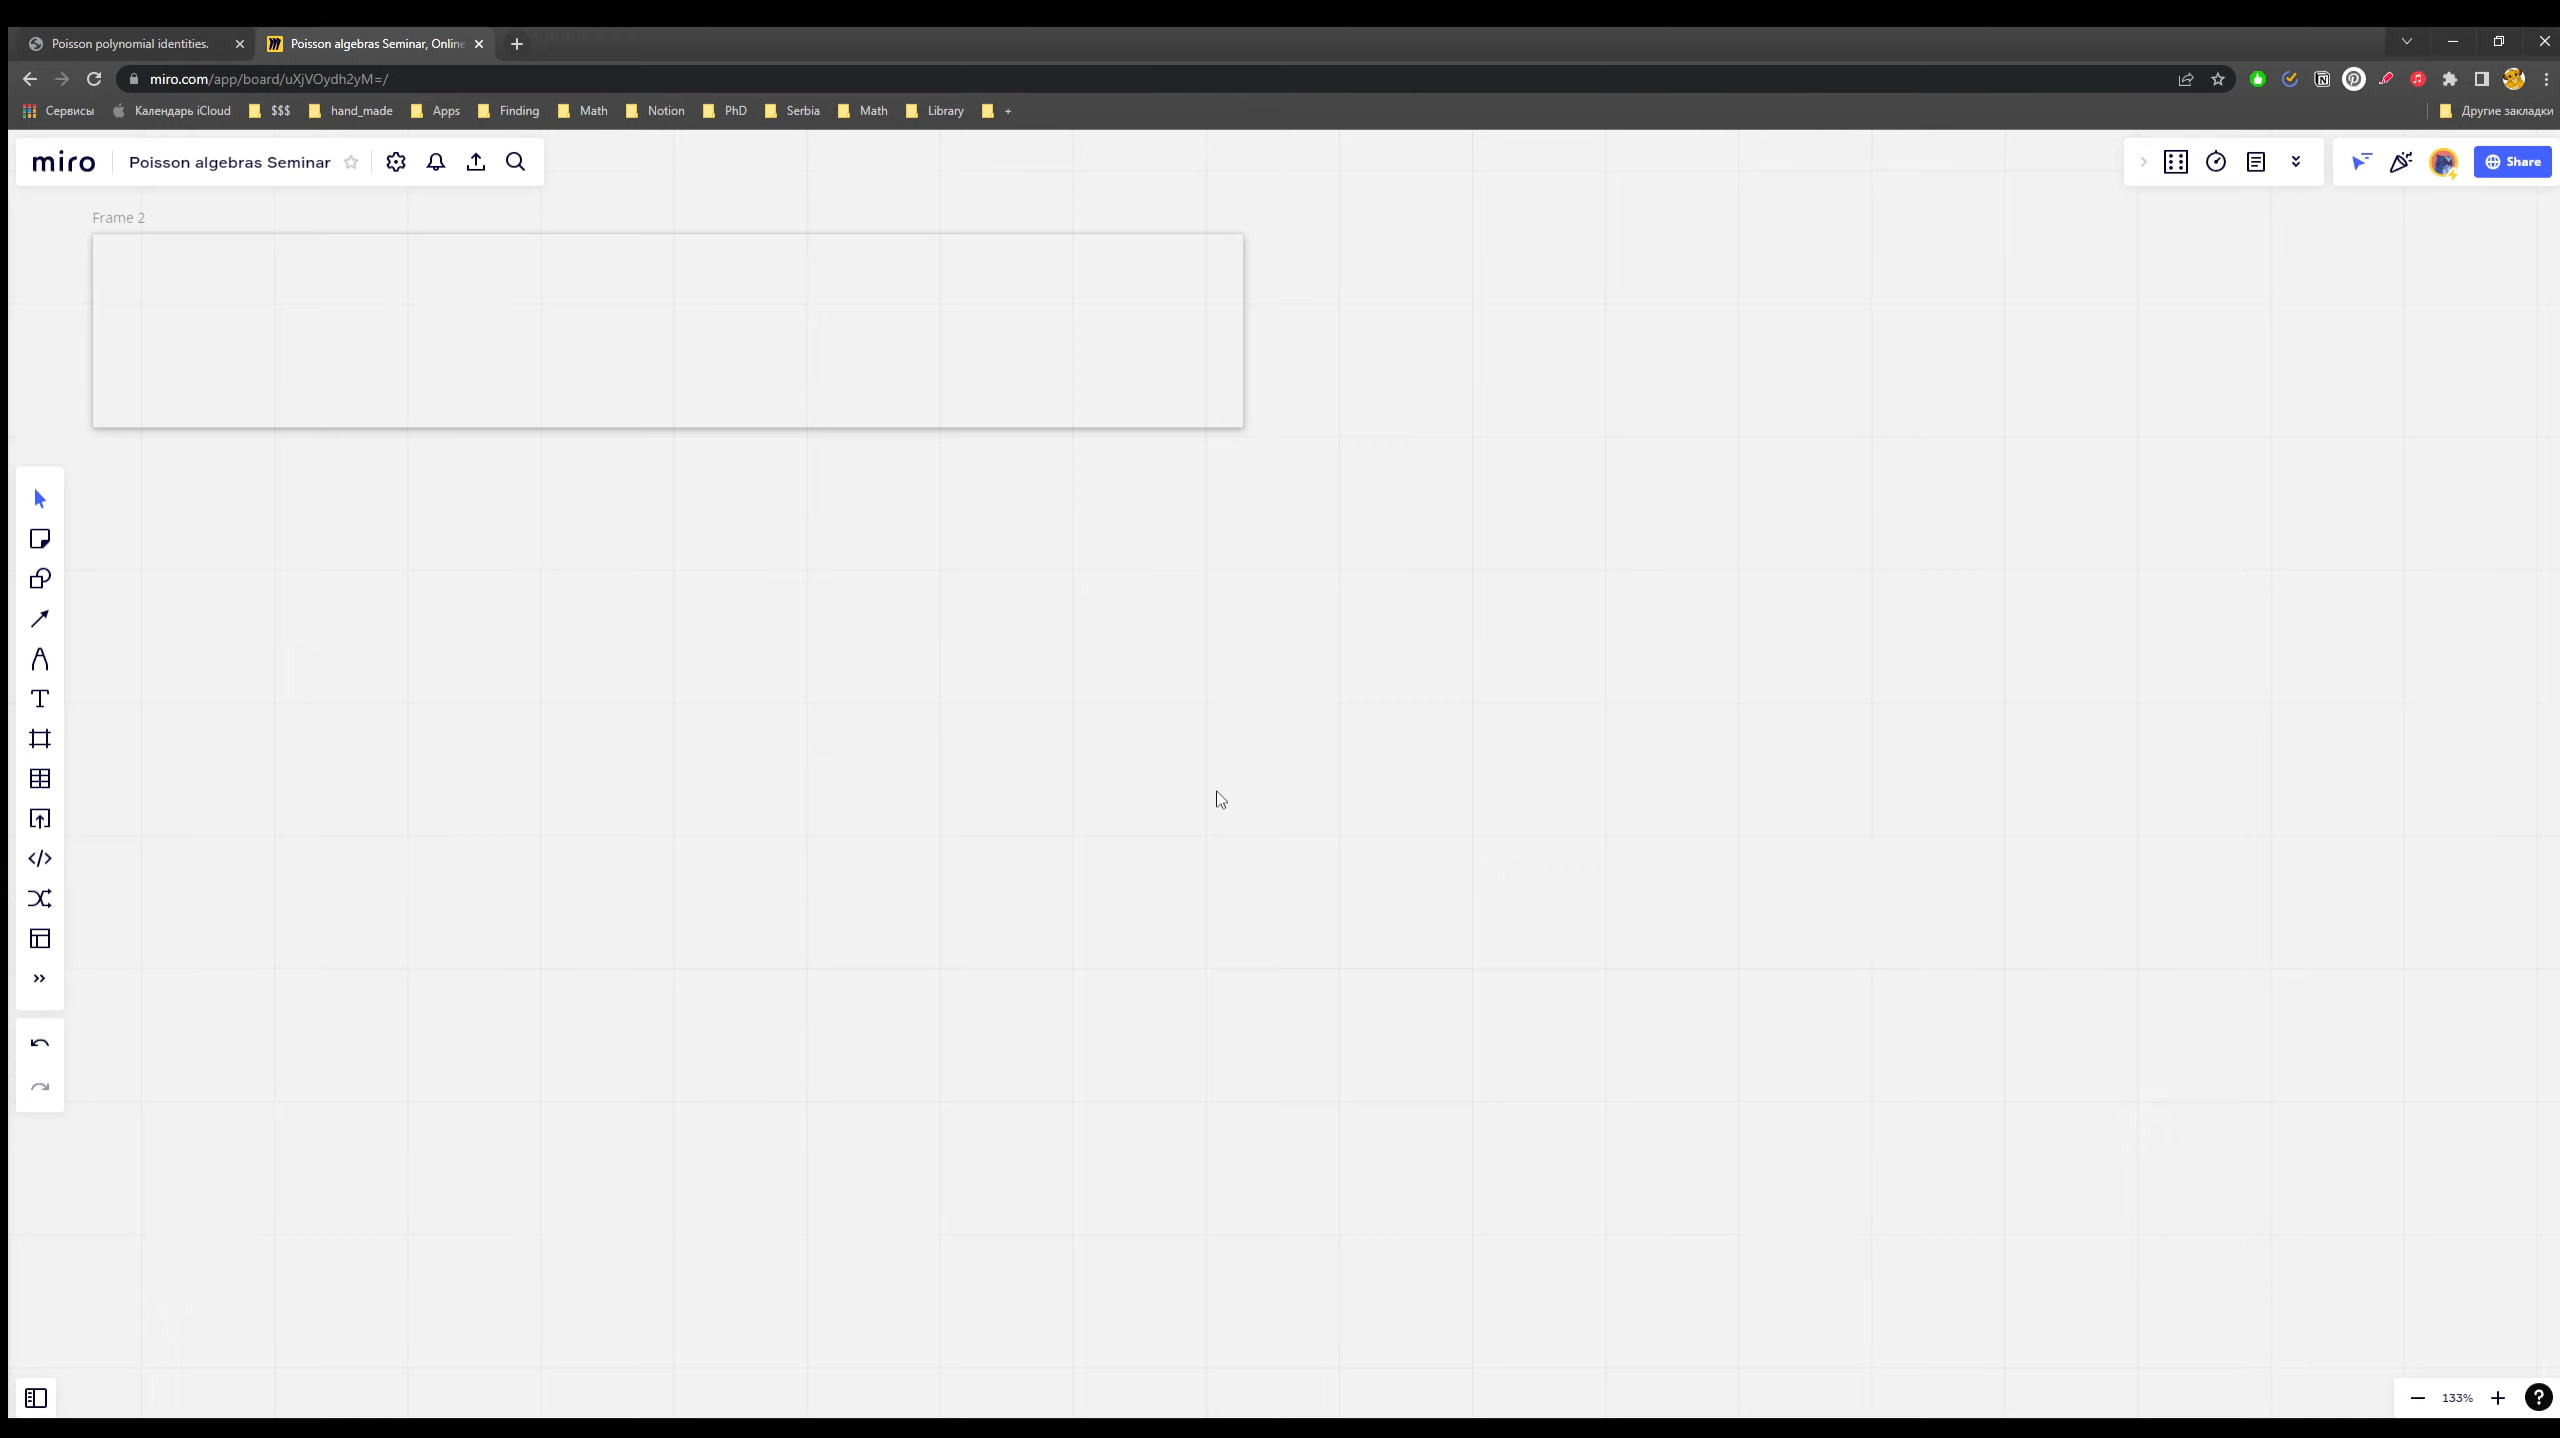 Poisson polynomial identities.
Poisson algebras Seminar, Online
miro.com/app/board/uXjVOydh2yM=/
Сервисы Календарь iCloud $$$ hand_made Apps Finding Math Notion PhD Serbia Math Library + Другие закладки
miro Poisson algebras Seminar Share
Frame 2
133%